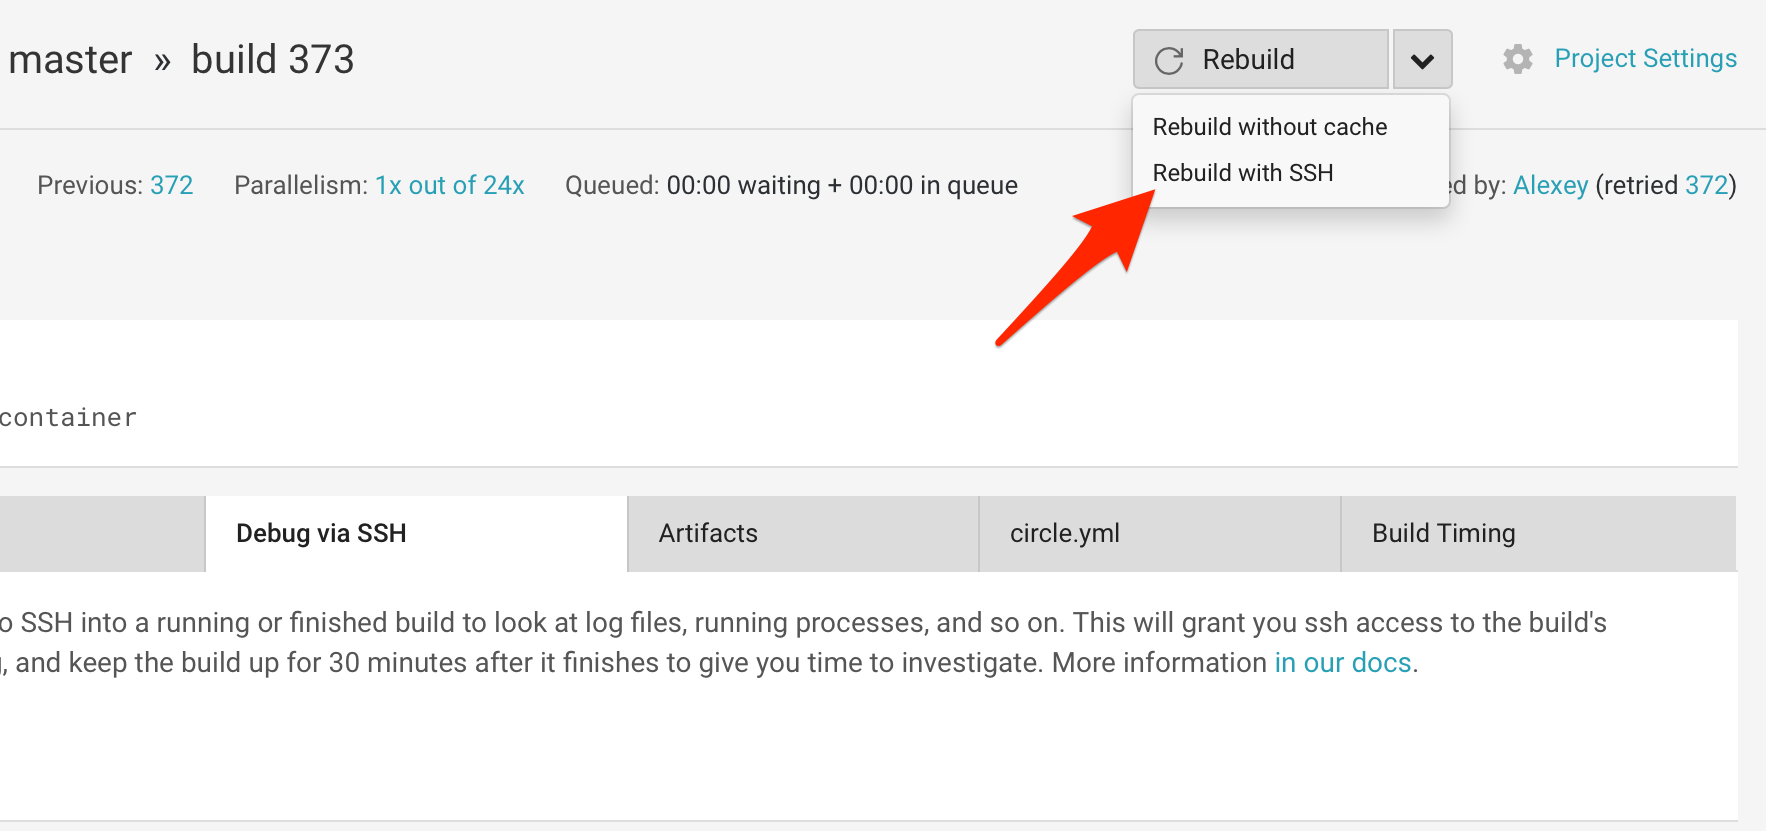 master » build 373
Rebuild
Project Settings
Rebuild without cache
Rebuild with SSH
Previous: 372 Parallelism: 1x out of 24x Queued: 00:00 waiting + 00:00 in queue
by: Alexey (retried 372)
container
Debug via SSH
Artifacts
circle.yml
Build Timing
SSH into a running or finished build to look at log files, running processes, and so on. This will grant you ssh access to the build's
, and keep the build up for 30 minutes after it finishes to give you time to investigate. More information in our docs.